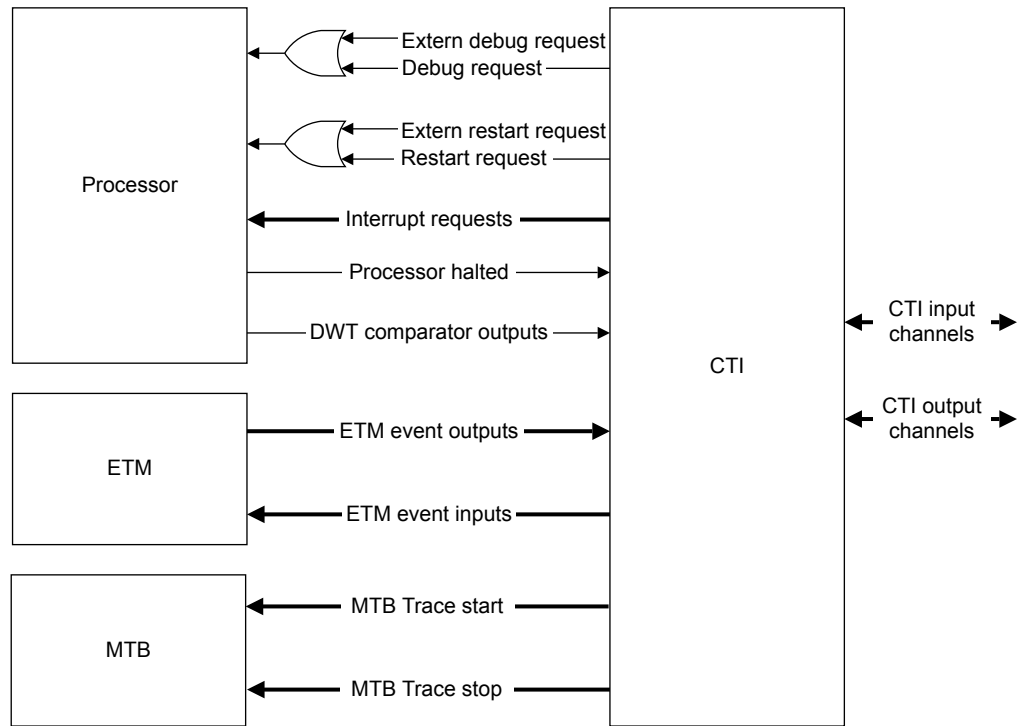 Extern debug request
Debug request
Extern restart request
Restart request
Processor
Interrupt requests
Processor halted
DWT comparator outputs
CTI
CTI input
channels
CTI output
channels
ETM event outputs
ETM
ETM event inputs
MTB Trace start
MTB
MTB Trace stop